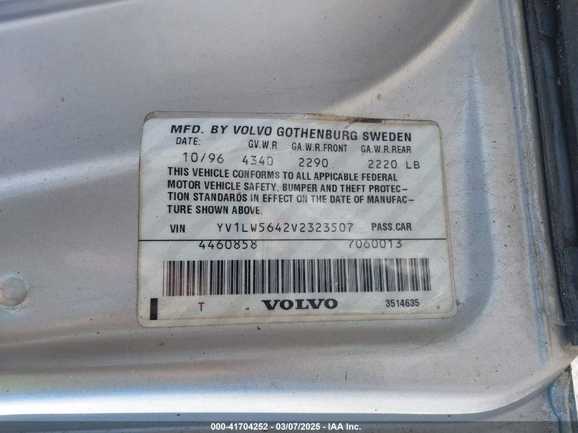 MFD. BY VOLVO GOTHENBURG SWEDEN
DATE: GV.W.R GA.W.R.FRONT GA.W.R.REAR
10/96 4340 2290 2220 LB
THIS VEHICLE CONFORMS TO ALL APPLICABLE FEDERAL
MOTOR VEHICLE SAFETY, BUMPER AND THEFT PROTEC-
TION STANDARDS IN EFFECT ON THE DATE OF MANUFAC-
TURE SHOWN ABOVE.
VIN YV1LW5642V2323507 PASS.CAR
4460858 7060013
T VOLVO 3514635
000-41704252 - 03/07/2025 - IAA Inc.